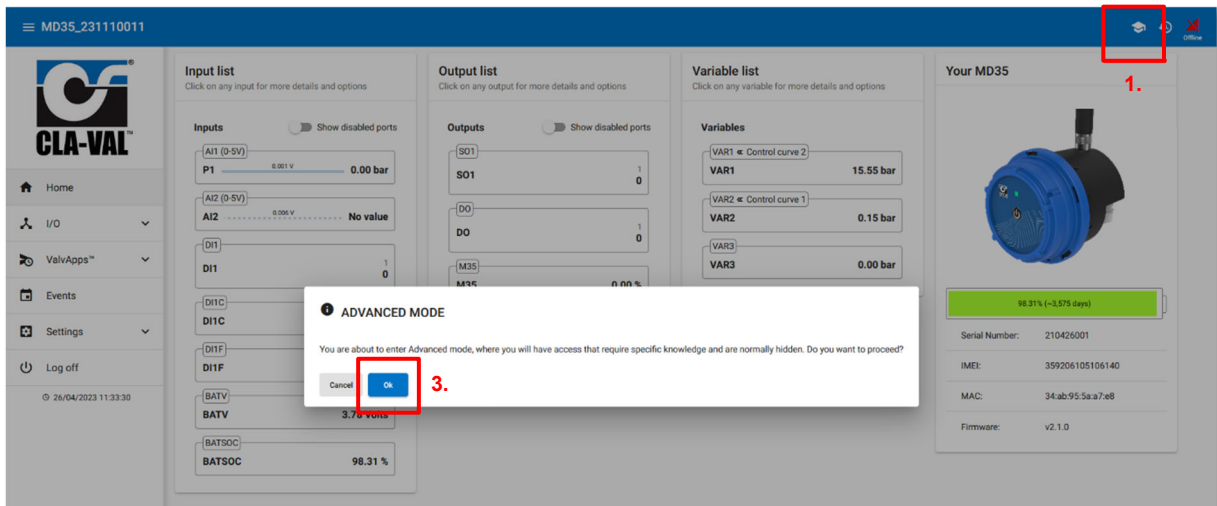 MD35_231110011
Offline
1.
CLA-VAL™
Home
I/O
ValvApps™
Events
Settings
Log off
26/04/2023 11:33:30
Input list
Click on any input for more details and options
Inputs
Show disabled ports
AI1 (0-5V)
P1 0.001 V 0.00 bar
AI2 (0-5V)
AI2 0.006 V No value
DI1
DI1 1
0
DI1C
DI1C
DI1F
DI1F
BATV
BATV 3.78 Volts
BATSOC
BATSOC 98.31 %
Output list
Click on any output for more details and options
Outputs
Show disabled ports
SO1
SO1 1
0
DO
DO 1
0
M35
M35 0.00 %
Variable list
Click on any variable for more details and options
Variables
VAR1 ∝ Control curve 2
VAR1 15.55 bar
VAR2 ∝ Control curve 1
VAR2 0.15 bar
VAR3
VAR3 0.00 bar
Your MD35
98.31% (~3,575 days)
Serial Number: 210426001
IMEI: 359206105106140
MAC: 34:ab:95:5a:a7:e8
Firmware: v2.1.0
ADVANCED MODE
You are about to enter Advanced mode, where you will have access that require specific knowledge and are normally hidden. Do you want to proceed?
Cancel
Ok
3.